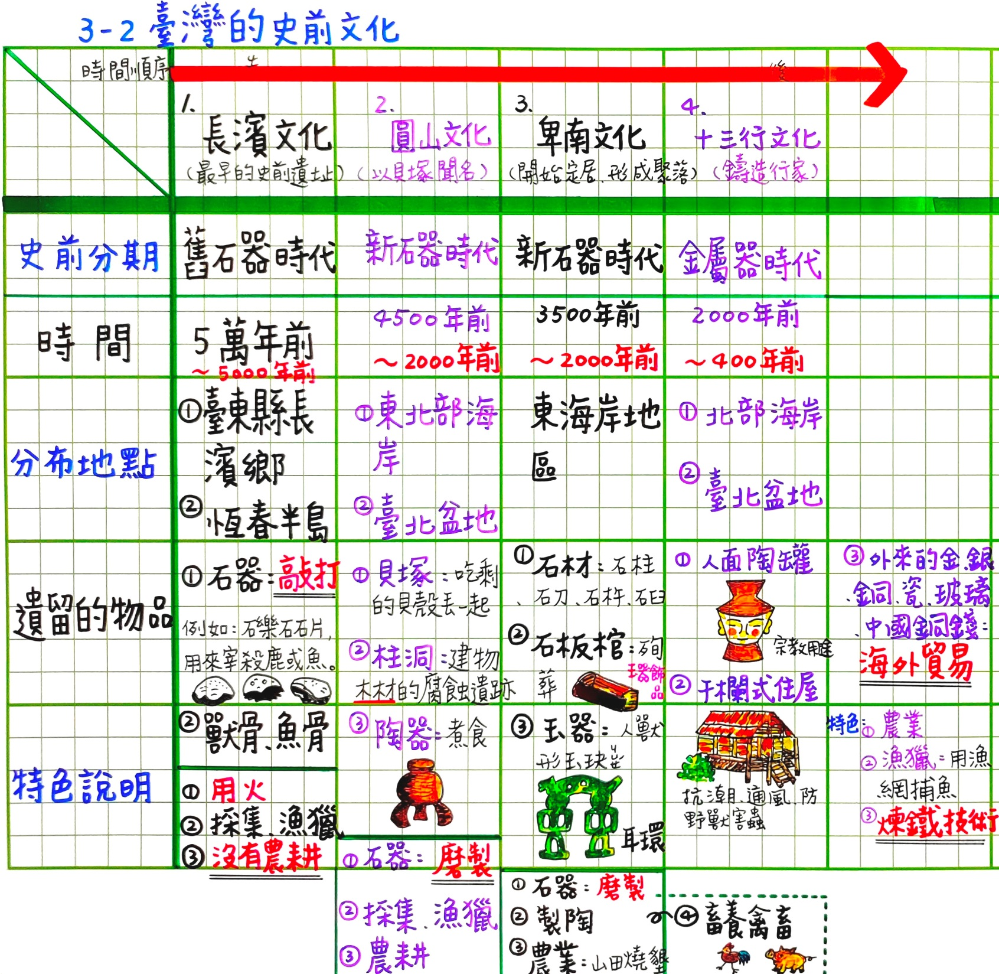 3-2 臺灣的史前文化
時間順序
後
1.
長濱文化
(最早的史前遺址)
2.
圓山文化
(以貝塚聞名)
3.
卑南文化
(開始定居、形成聚落)
4.
十三行文化
(鑄造行家)
史前分期
舊石器時代
新石器時代
新石器時代
金屬器時代
時間
5萬年前
~5000年前
4500年前
~2000年前
3500年前
~2000年前
2000年前
~400年前
分布地點
①臺東縣長
濱鄉
②恆春半島
①東北部海
岸
②臺北盆地
東海岸地
區
①北部海岸
②臺北盆地
遺留的物品
①石器:敲打
例如:石礫石石片,
用來宰殺鹿或魚。
②獸骨、魚骨
①貝塚:吃剩
的貝殼丟一起
②柱洞:建物
木材的腐蝕遺跡
③陶器:煮食
①石材:石柱
、石刀、石杵、石臼
②石板棺:殉
葬
玉器飾
品
③玉器:人獸
形玉玦
耳環
①人面陶罐
宗教用途
②干欄式住屋
抗潮、通風、防
野獸害蟲
③外來的金、銀
、銅、瓷、玻璃
、中國銅錢:
海外貿易
特色說明
①用火
②採集、漁獵
③沒有農耕
①石器:磨製
②採集、漁獵
③農耕
①石器:磨製
②製陶
③農業:山田燒墾
④畜養禽畜
特色:①農業
②漁獵:用漁
網捕魚
③煉鐵技術